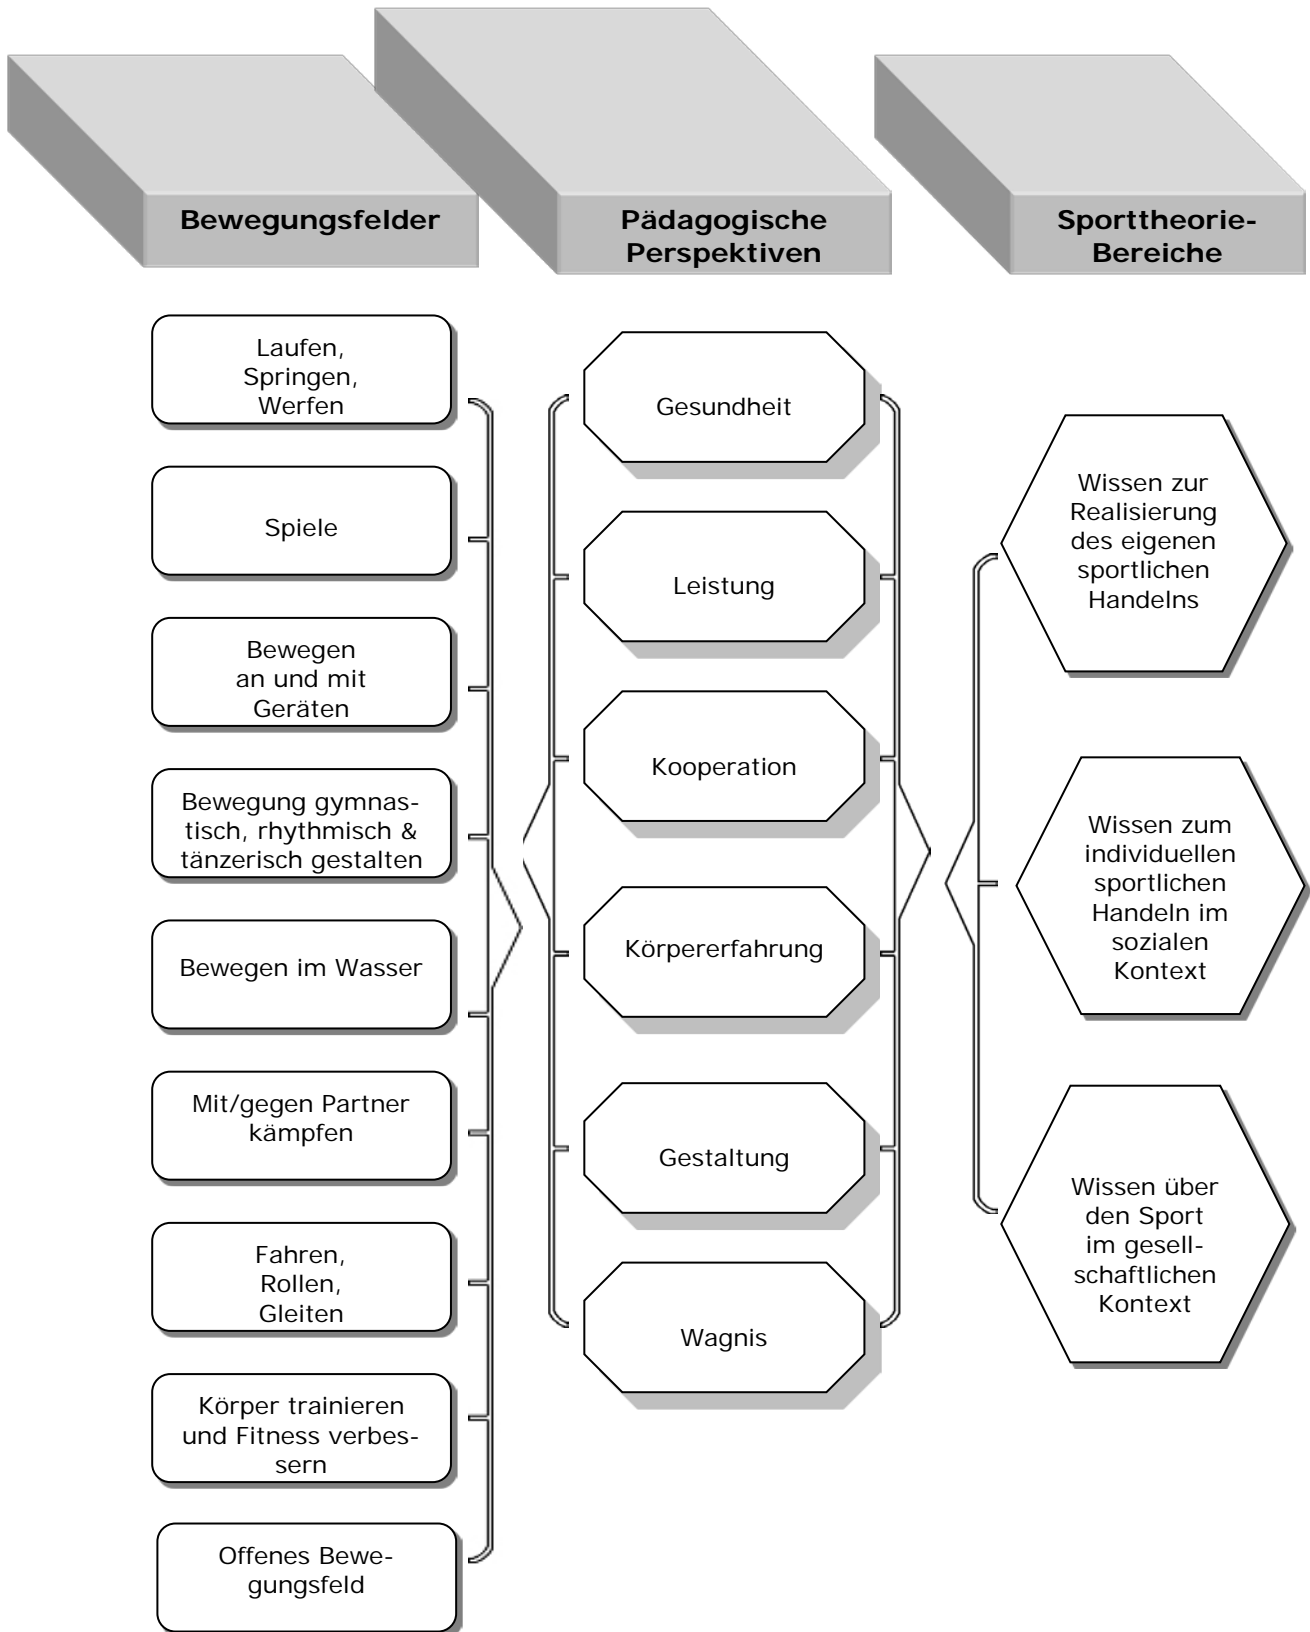 Bewegungsfelder
Pädagogische
Perspektiven
Sporttheorie-
Bereiche
Laufen,
Springen,
Werfen
Spiele
Bewegen
an und mit
Geräten
Bewegung gymnas-
tisch, rhythmisch &
tänzerisch gestalten
Bewegen im Wasser
Mit/gegen Partner
kämpfen
Fahren,
Rollen,
Gleiten
Körper trainieren
und Fitness verbes-
sern
Offenes Bewe-
gungsfeld
Gesundheit
Leistung
Kooperation
Körpererfahrung
Gestaltung
Wagnis
Wissen zur
Realisierung
des eigenen
sportlichen
Handelns
Wissen zum
individuellen
sportlichen
Handeln im
sozialen
Kontext
Wissen über
den Sport
im gesell-
schaftlichen
Kontext